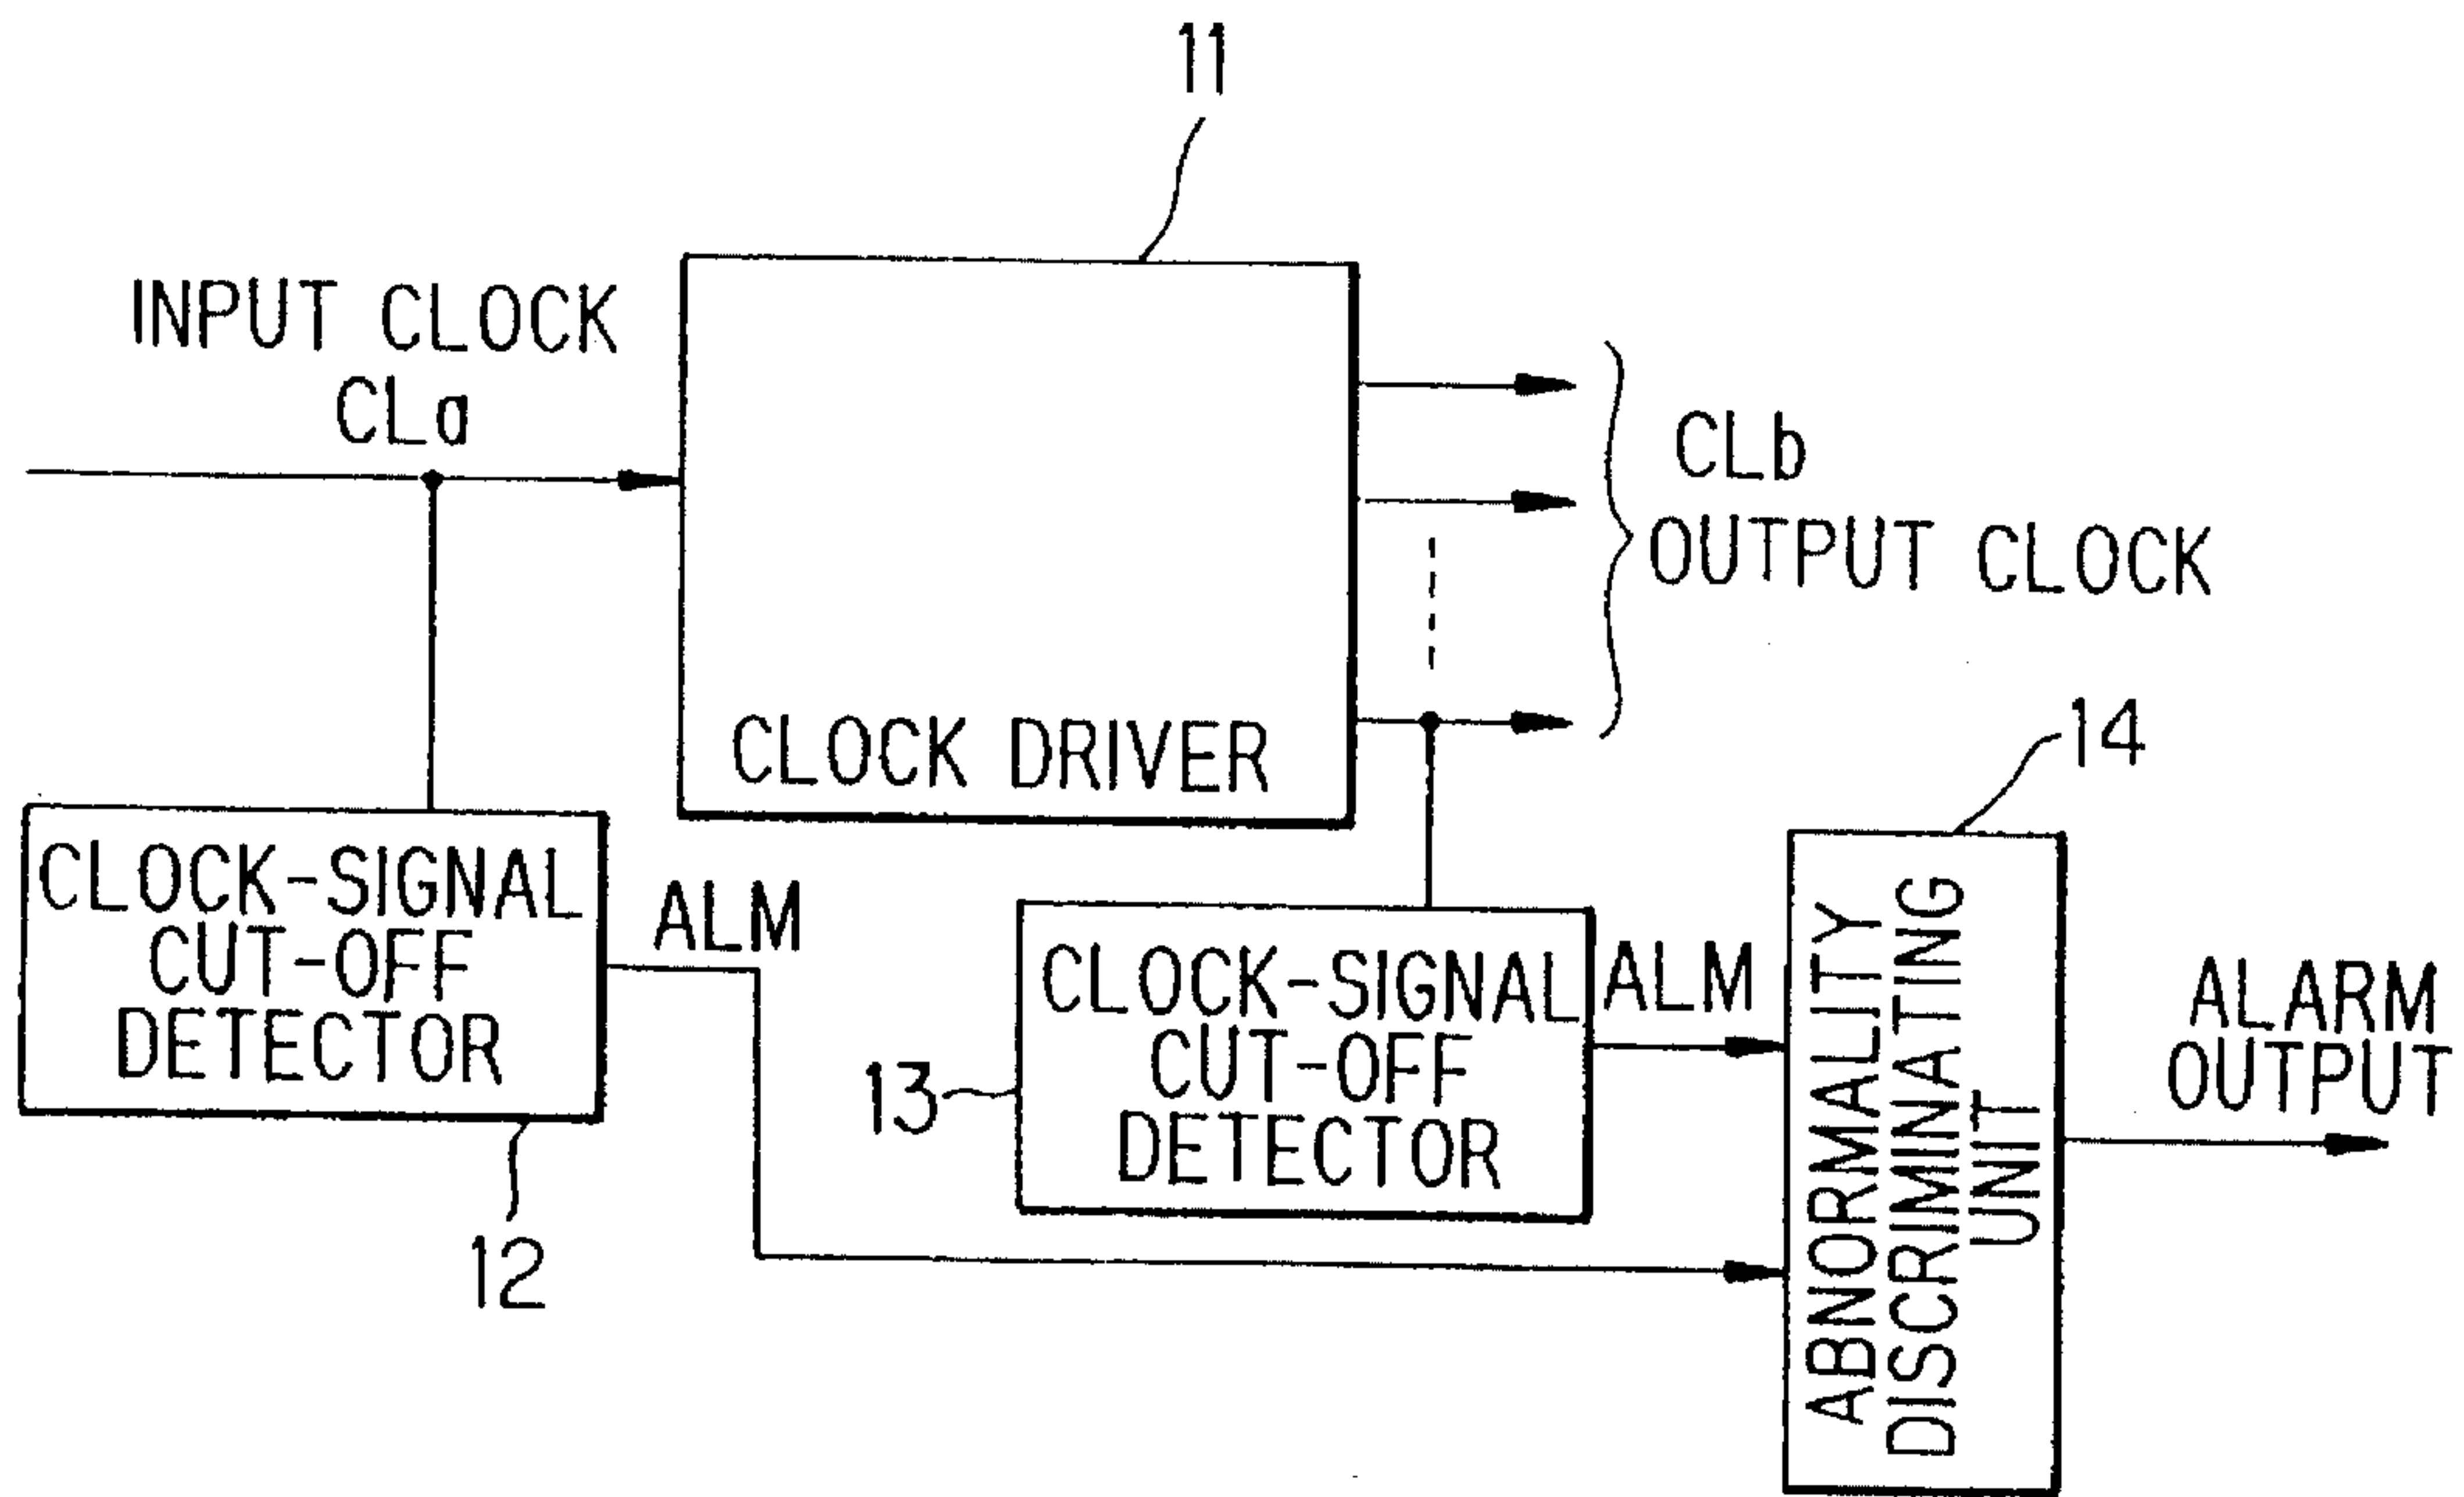 11
INPUT CLOCK
CLa
CLb
OUTPUT CLOCK
CLOCK DRIVER
14
CLOCK-SIGNAL
CUT-OFF
DETECTOR
ALM
12
13
CLOCK-SIGNAL
CUT-OFF
DETECTOR
ALM
ABNORMALITY
DISCRIMINATING
UNIT
ALARM
OUTPUT